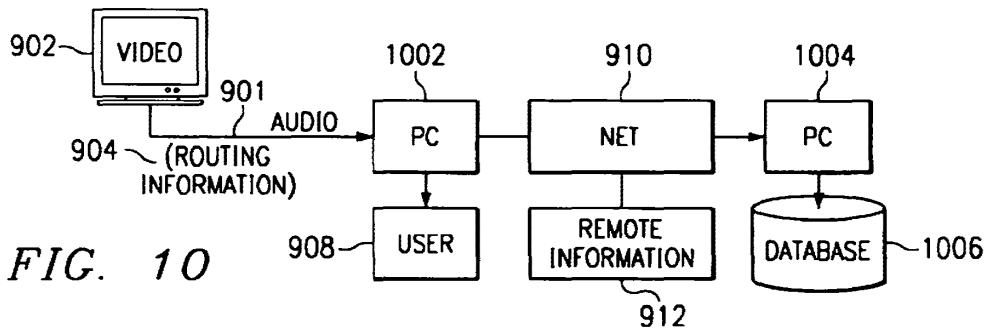 902
VIDEO
901
AUDIO
904
(ROUTING
INFORMATION)
1002
PC
910
NET
1004
PC
908
USER
REMOTE
INFORMATION
912
DATABASE
1006
FIG. 10